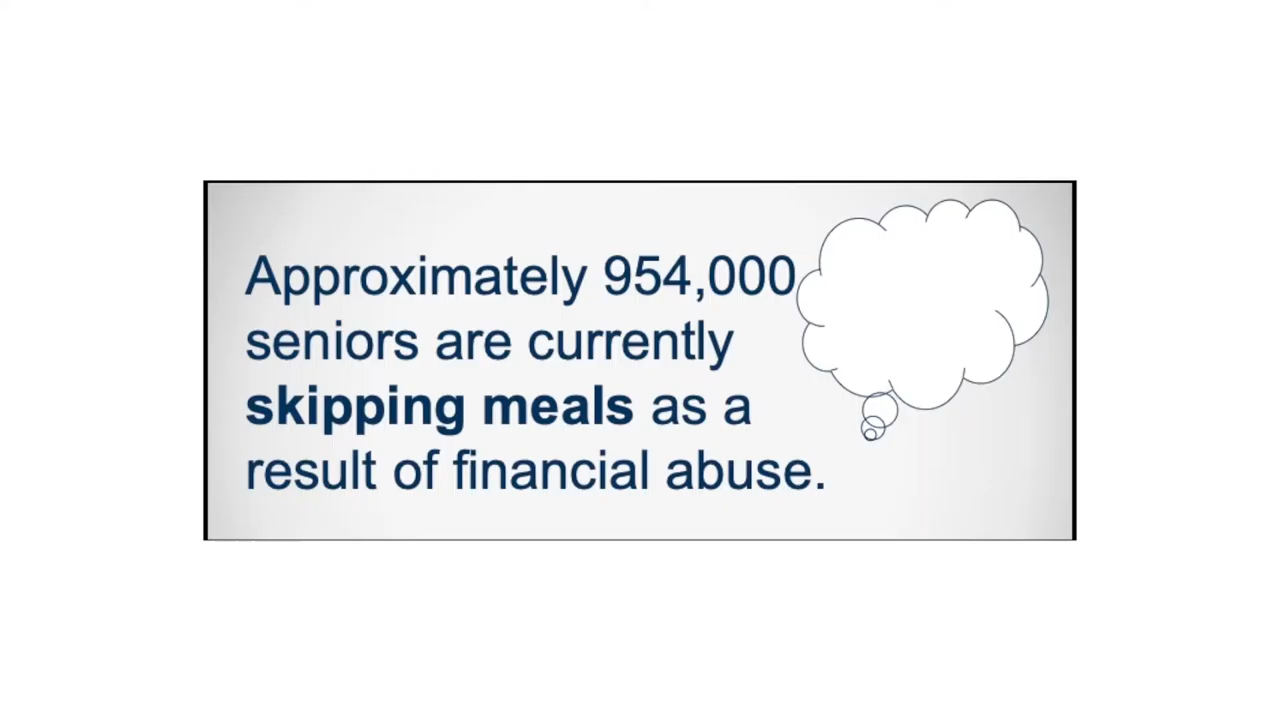 Approximately 954,000
seniors are currently
skipping meals as a
result of financial abuse.